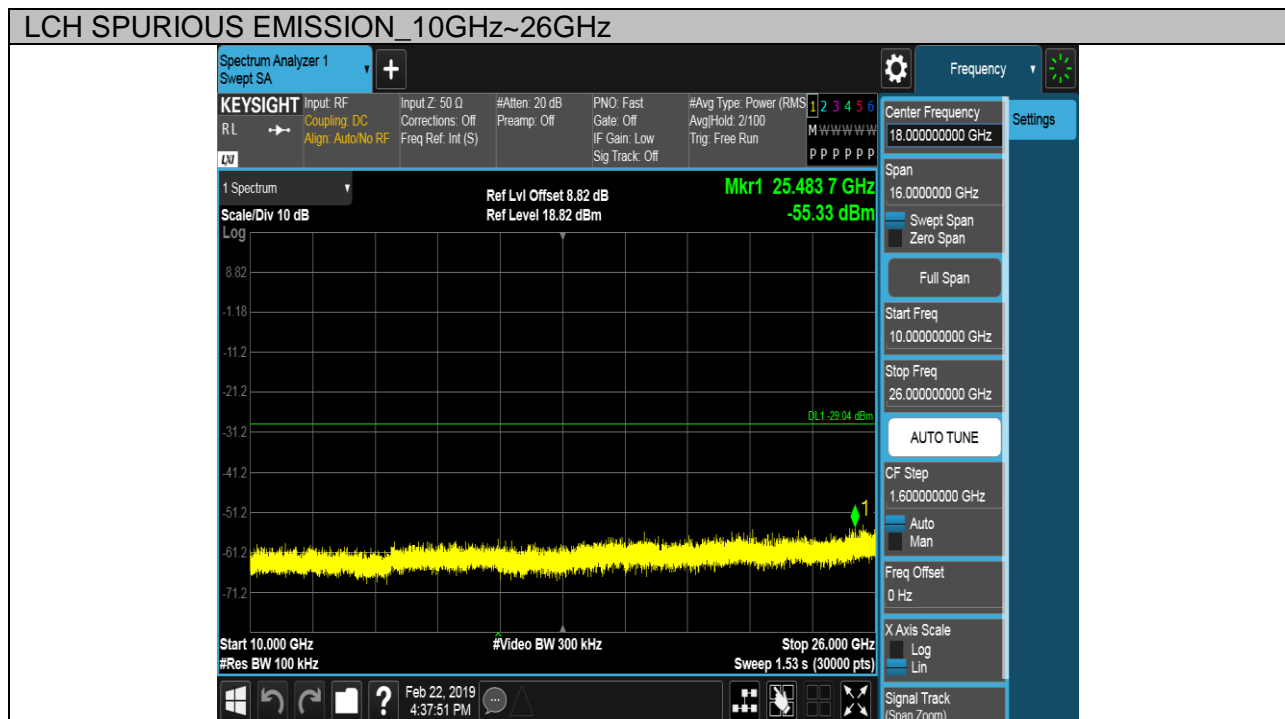 LCH SPURIOUS EMISSION_10GHz~26GHz
Spectrum Analyzer 1
Swept SA
+
Frequency
KEYSIGHT
RL
LXI
Input: RF
Coupling: DC
Align: Auto/No RF
Input Z: 50 Ω
Corrections: Off
Freq Ref: Int (S)
#Atten: 20 dB
Preamp: Off
PNO: Fast
Gate: Off
IF Gain: Low
Sig Track: Off
#Avg Type: Power (RMS
Avg|Hold: 2/100
Trig: Free Run
1 2 3 4 5 6
M W W W W W
P P P P P P
1 Spectrum
Scale/Div 10 dB
Log
Ref Lvl Offset 8.82 dB
Ref Level 18.82 dBm
Mkr1 25.483 7 GHz
-55.33 dBm
8.82
-1.18
-11.2
-21.2
-31.2
-41.2
-51.2
-61.2
-71.2
DL1 -29.04 dBm
1
Start 10.000 GHz
#Res BW 100 kHz
#Video BW 300 kHz
Stop 26.000 GHz
Sweep 1.53 s (30000 pts)
Feb 22, 2019
4:37:51 PM
?
Center Frequency
18.000000000 GHz
Settings
Span
16.0000000 GHz
Swept Span
Zero Span
Full Span
Start Freq
10.000000000 GHz
Stop Freq
26.000000000 GHz
AUTO TUNE
CF Step
1.600000000 GHz
Auto
Man
Freq Offset
0 Hz
X Axis Scale
Log
Lin
Signal Track
(Span Zoom)